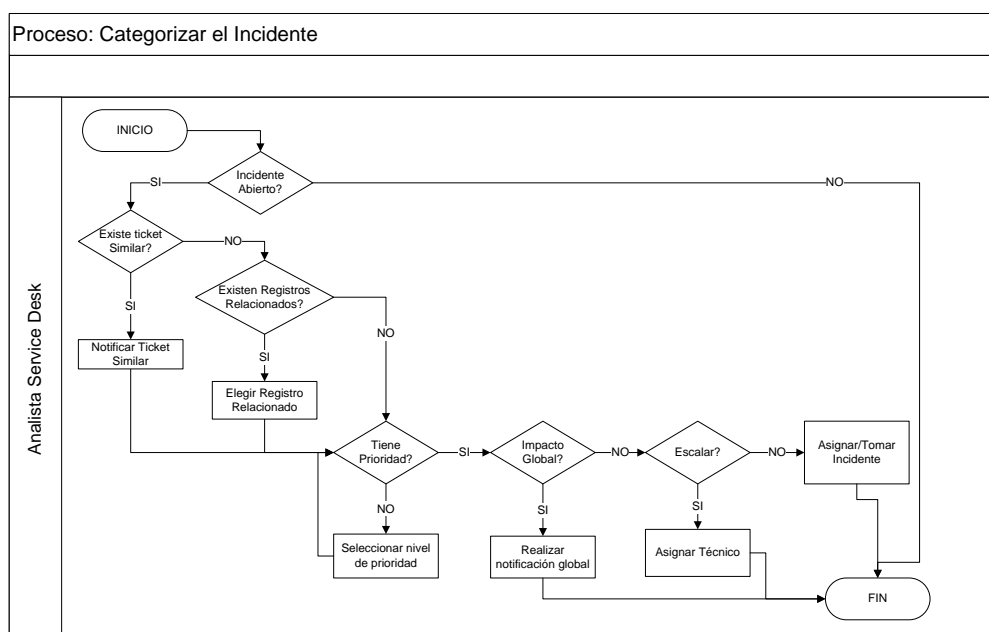 Proceso: Categorizar el Incidente
Analista Service Desk
INICIO
Incidente
Abierto?
SI
NO
Existe ticket
Similar?
NO
Existen Registros
Relacionados?
SI
NO
Notificar Ticket
Similar
SI
Elegir Registro
Relacionado
Tiene
Prioridad?
SI
Impacto
Global?
NO
Escalar?
NO
Asignar/Tomar
Incidente
NO
SI
SI
Seleccionar nivel
de prioridad
Realizar
notificación global
Asignar Técnico
FIN